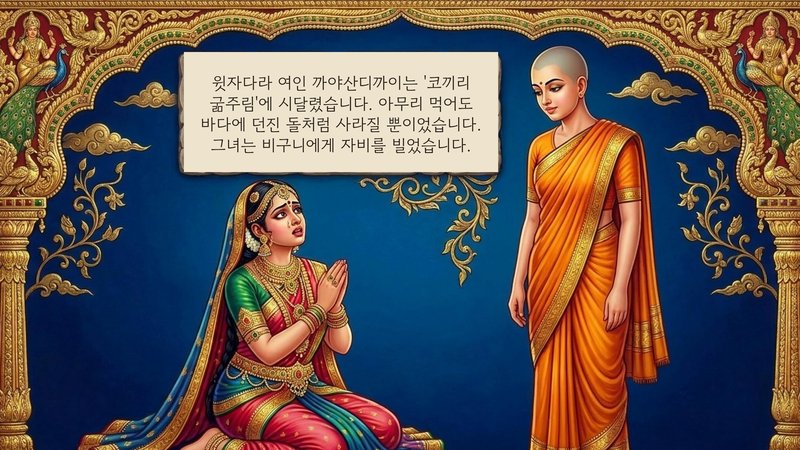 윗자다라 여인 까야산디까이는 '코끼리
굶주림'에 시달렸습니다. 아무리 먹어도
바다에 던진 돌처럼 사라질 뿐이었습니다.
그녀는 비구니에게 자비를 빌었습니다.